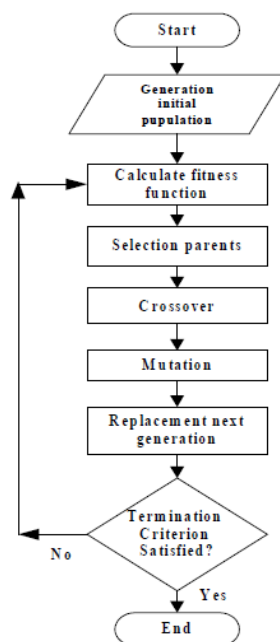 Start
Generation
initial
pupulation
Calculate fitness
function
Selection parents
Crossover
Mutation
Replacement next
generation
Termination
Criterion
Satisfied?
No
Yes
End